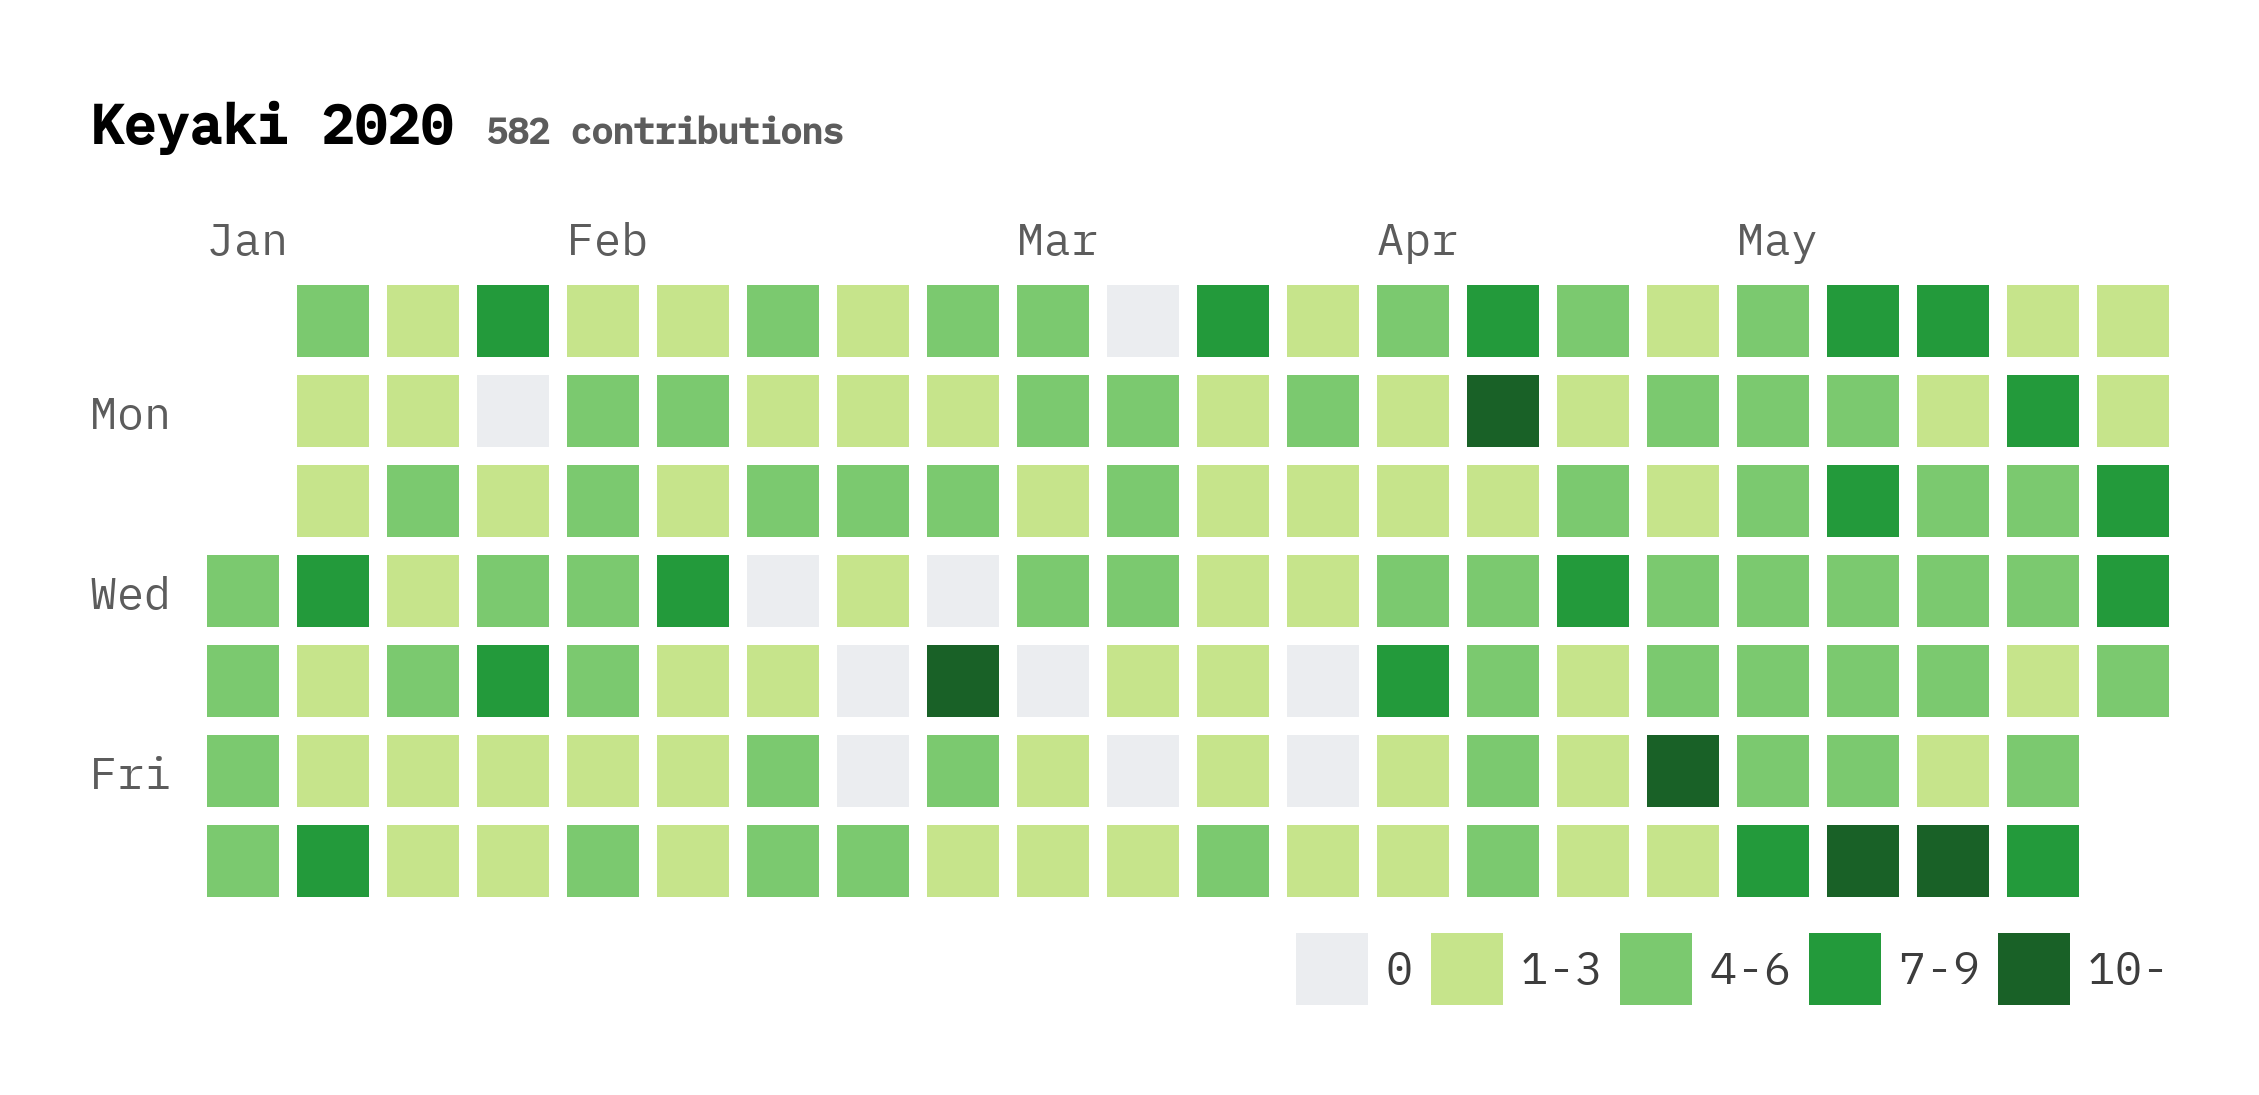 Keyaki 2020 582 contributions
Jan Feb Mar Apr May
Mon
Wed
Fri
0 1-3 4-6 7-9 10-